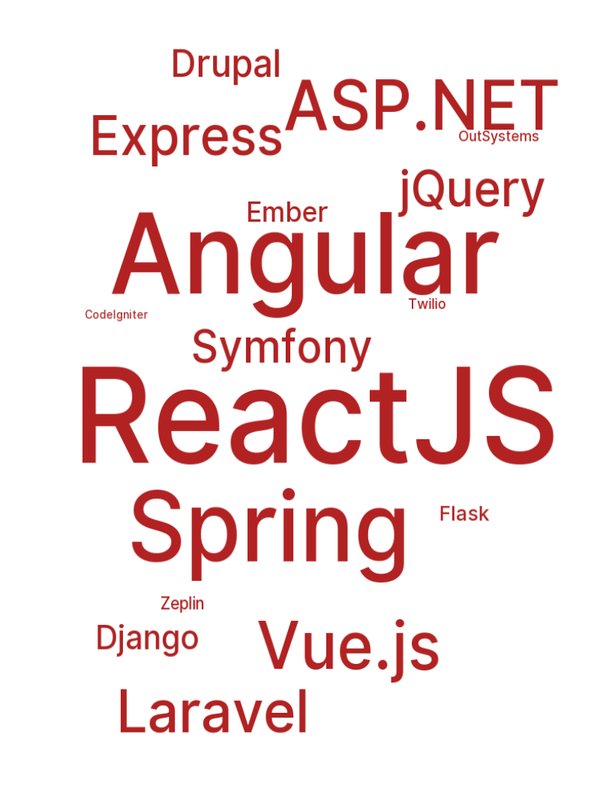 Drupal
ASP.NET
Express
OutSystems
jQuery
Ember
Angular
Twilio
CodeIgniter
Symfony
ReactJS
Spring
Flask
Zeplin
Django
Vue.js
Laravel